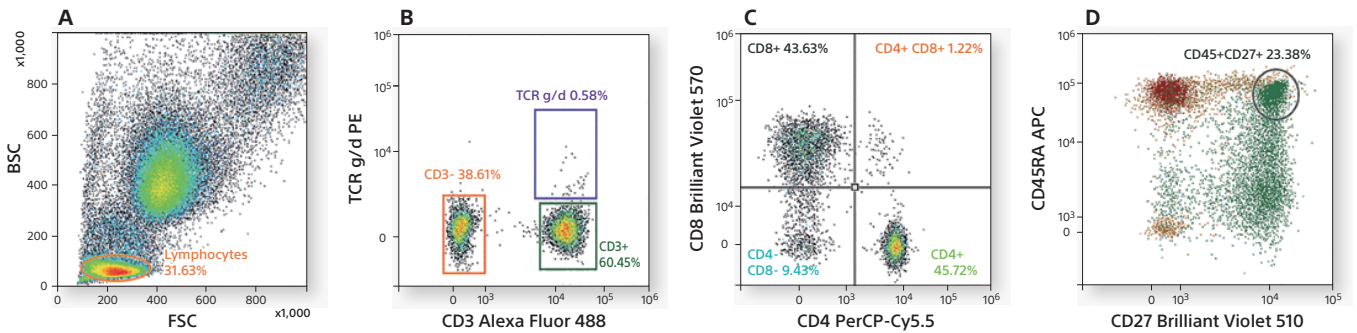 A
x1,000
800
600
400
200
0
BSC
Lymphocytes
31.63%
0
200
400
600
800
x1,000
FSC
B
10⁶
10⁵
10⁴
0
TCR g/d PE
TCR g/d 0.58%
CD3- 38.61%
CD3+
60.45%
0
10³
10⁴
10⁵
10⁶
CD3 Alexa Fluor 488
C
10⁶
10⁵
10⁴
0
CD8 Brilliant Violet 570
CD8+ 43.63%
CD4+ CD8+ 1.22%
CD4-
CD8- 9.43%
CD4+
45.72%
0
10³
10⁴
10⁵
10⁶
CD4 PerCP-Cy5.5
D
10⁶
10⁵
10⁴
10³
0
CD45RA APC
CD45+CD27+ 23.38%
0
10³
10⁴
10⁵
CD27 Brilliant Violet 510